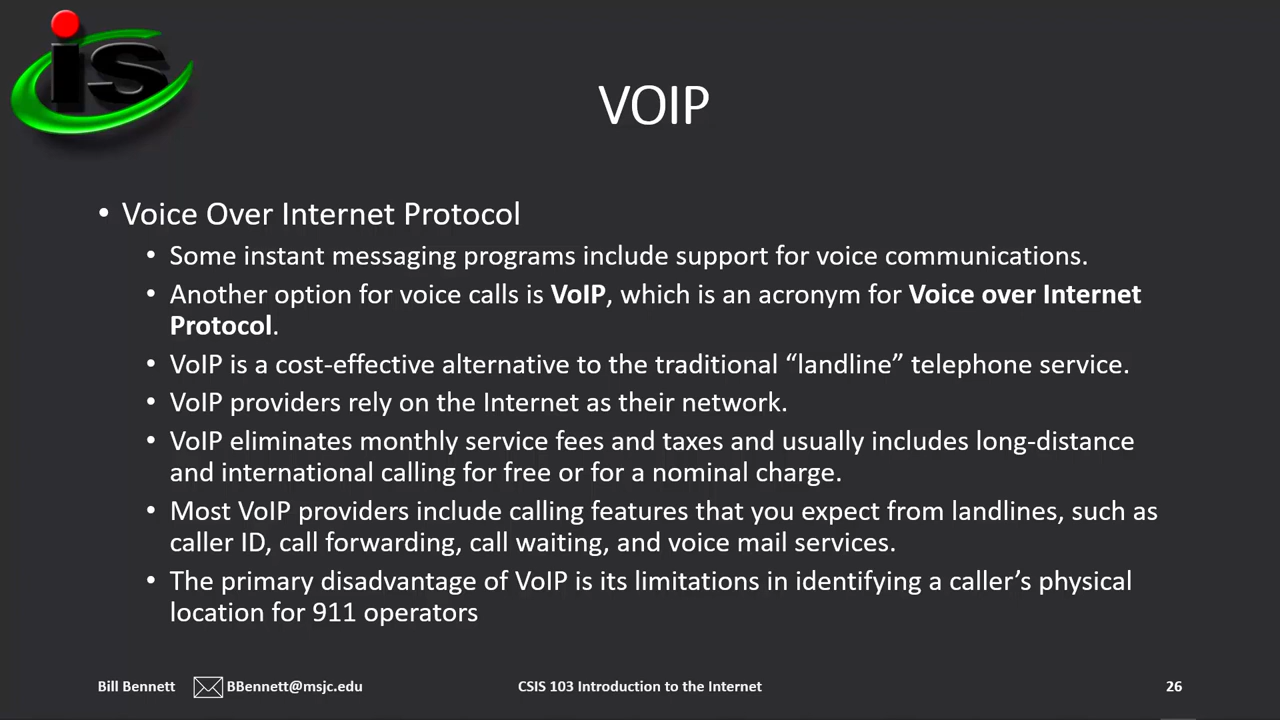 is
VOIP
• Voice Over Internet Protocol
• Some instant messaging programs include support for voice communications.
• Another option for voice calls is VoIP, which is an acronym for Voice over Internet
Protocol.
• VoIP is a cost-effective alternative to the traditional “landline” telephone service.
• VoIP providers rely on the Internet as their network.
• VoIP eliminates monthly service fees and taxes and usually includes long-distance
and international calling for free or for a nominal charge.
• Most VoIP providers include calling features that you expect from landlines, such as
caller ID, call forwarding, call waiting, and voice mail services.
• The primary disadvantage of VoIP is its limitations in identifying a caller’s physical
location for 911 operators
Bill Bennett BBennett@msjc.edu CSIS 103 Introduction to the Internet 26